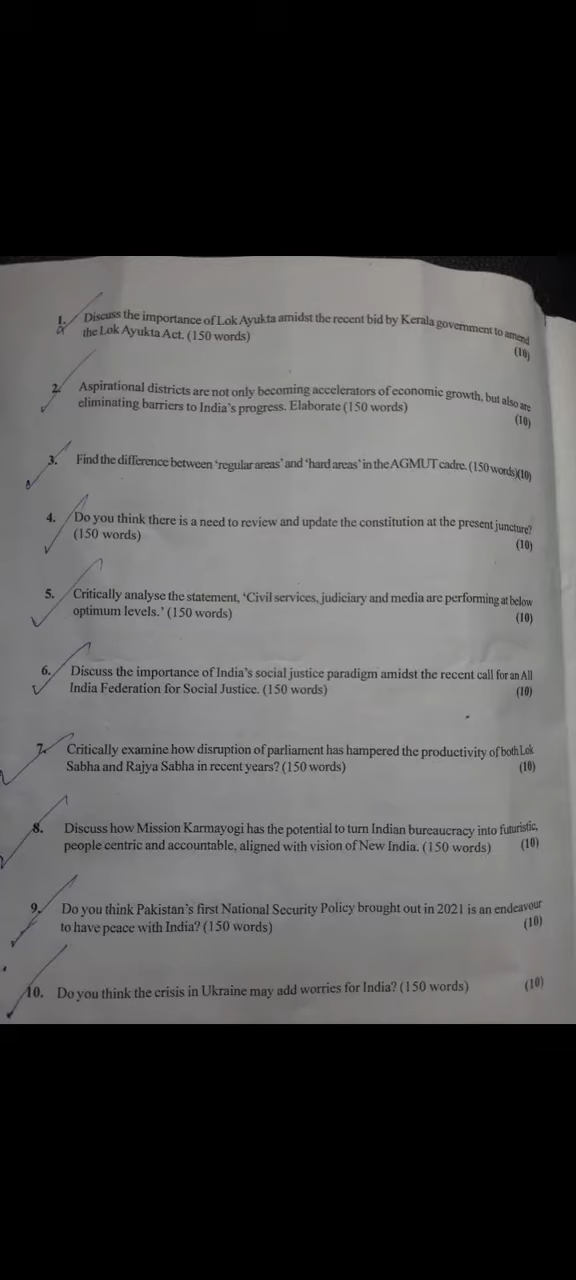 1. Discuss the importance of Lok Ayukta amidst the recent bid by Kerala government to amend
the Lok Ayukta Act. (150 words)
(10)
2. Aspirational districts are not only becoming accelerators of economic growth, but also are
eliminating barriers to India's progress. Elaborate (150 words)
(10)
3. Find the difference between 'regular areas' and 'hard areas' in the AGMUT cadre. (150 words)(10)
4. Do you think there is a need to review and update the constitution at the present juncture?
(150 words)
(10)
5. Critically analyse the statement, 'Civil services, judiciary and media are performing at below
optimum levels.' (150 words)
(10)
6. Discuss the importance of India's social justice paradigm amidst the recent call for an All
India Federation for Social Justice. (150 words)
(10)
7. Critically examine how disruption of parliament has hampered the productivity of both Lok
Sabha and Rajya Sabha in recent years? (150 words)
(10)
8. Discuss how Mission Karmayogi has the potential to turn Indian bureaucracy into futuristic,
people centric and accountable, aligned with vision of New India. (150 words)
(10)
9. Do you think Pakistan's first National Security Policy brought out in 2021 is an endeavour
to have peace with India? (150 words)
(10)
10. Do you think the crisis in Ukraine may add worries for India? (150 words)
(10)